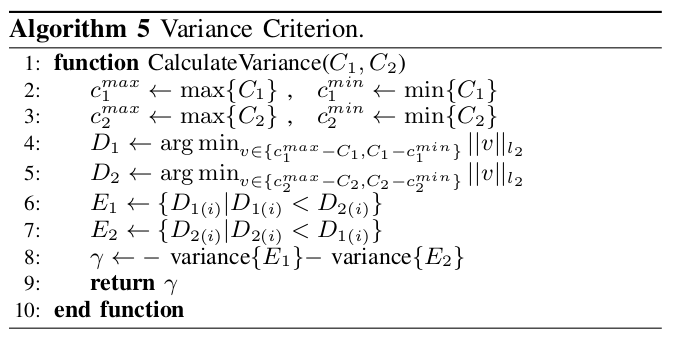 Algorithm 5 Variance Criterion.
1: function CalculateVariance(C₁, C₂)
2: c₁ᵐᵃˣ ← max{C₁} , c₁ᵐⁱⁿ ← min{C₁}
3: c₂ᵐᵃˣ ← max{C₂} , c₂ᵐⁱⁿ ← min{C₂}
4: D₁ ← arg min_{v∈{c₁ᵐᵃˣ−C₁,C₁−c₁ᵐⁱⁿ}} ||v||_{l₂}
5: D₂ ← arg min_{v∈{c₂ᵐᵃˣ−C₂,C₂−c₂ᵐⁱⁿ}} ||v||_{l₂}
6: E₁ ← {D₁₍ᵢ₎|D₁₍ᵢ₎ < D₂₍ᵢ₎}
7: E₂ ← {D₂₍ᵢ₎|D₂₍ᵢ₎ < D₁₍ᵢ₎}
8: γ ← − variance{E₁}− variance{E₂}
9: return γ
10: end function